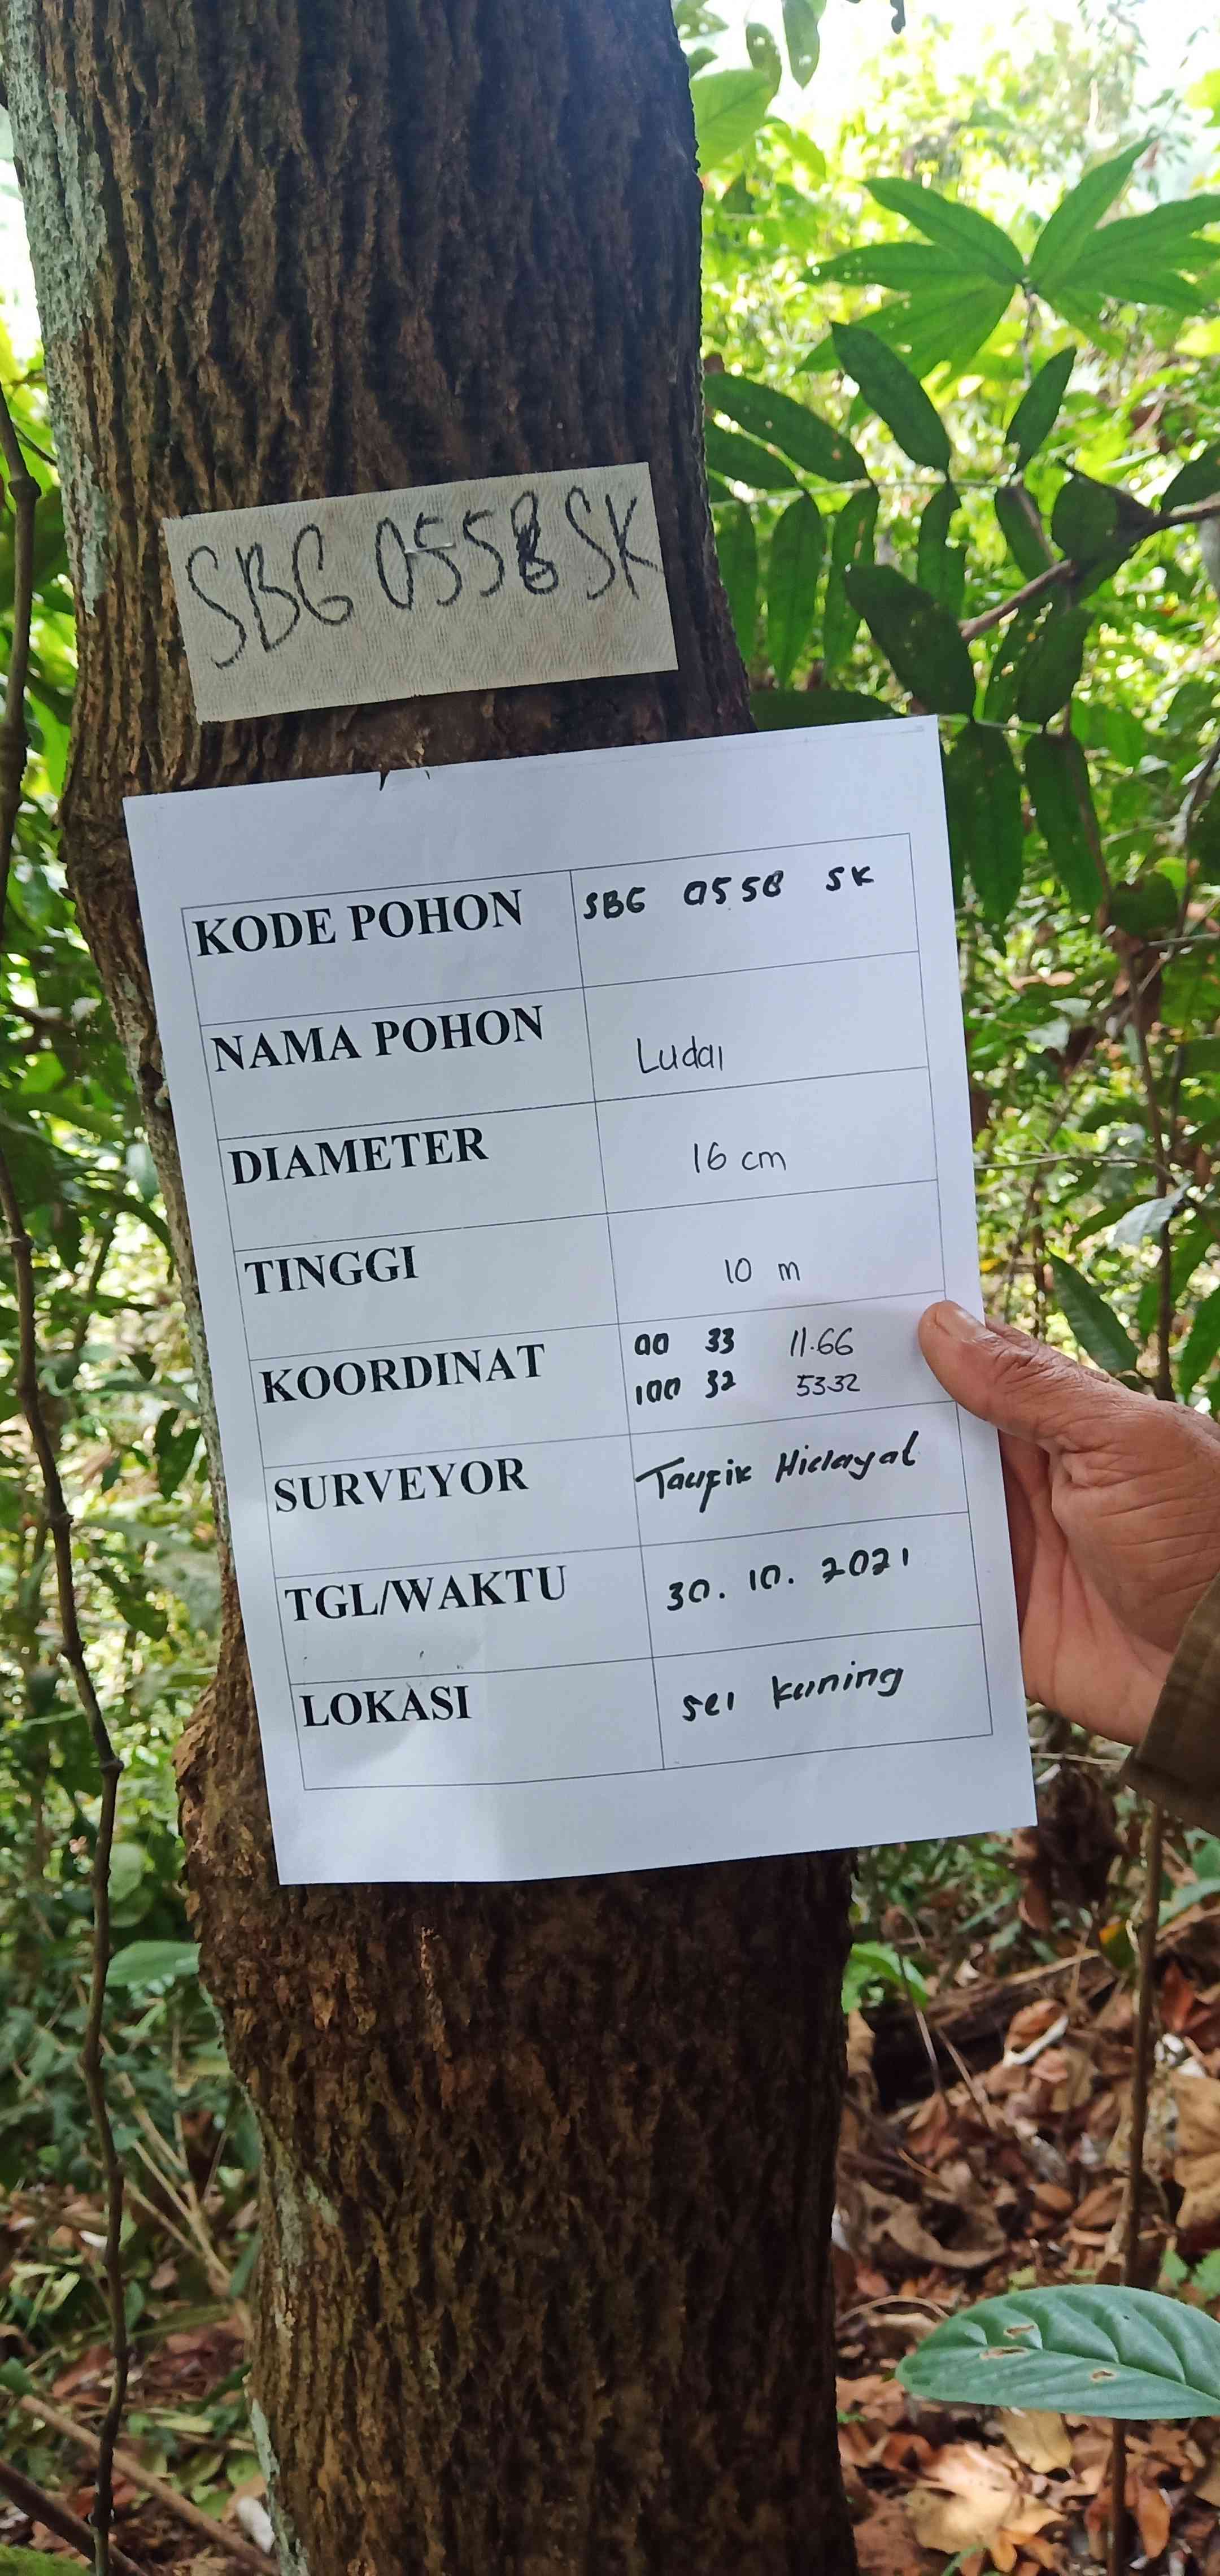 SBG 0558 SK
KODE POHON SBG 0558 SK
NAMA POHON Ludai
DIAMETER 16 cm
TINGGI 10 m
KOORDINAT 00 33 11.66
100 32 53.32
SURVEYOR Taufik Hidayat
TGL/WAKTU 30.10.2021
LOKASI Sei kuning